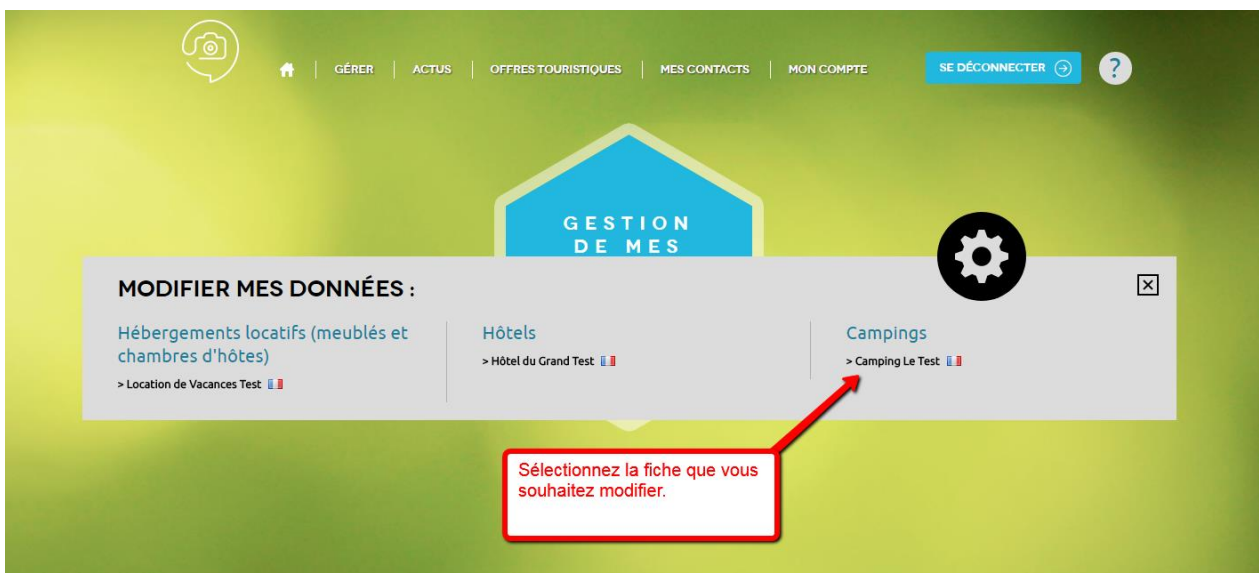 GÉRER
ACTUS
OFFRES TOURISTIQUES
MES CONTACTS
MON COMPTE
SE DÉCONNECTER
?
GESTION
DE MES
MODIFIER MES DONNÉES :
Hébergements locatifs (meublés et
chambres d'hôtes)
> Location de Vacances Test
Hôtels
> Hôtel du Grand Test
Campings
> Camping Le Test
Sélectionnez la fiche que vous
souhaitez modifier.